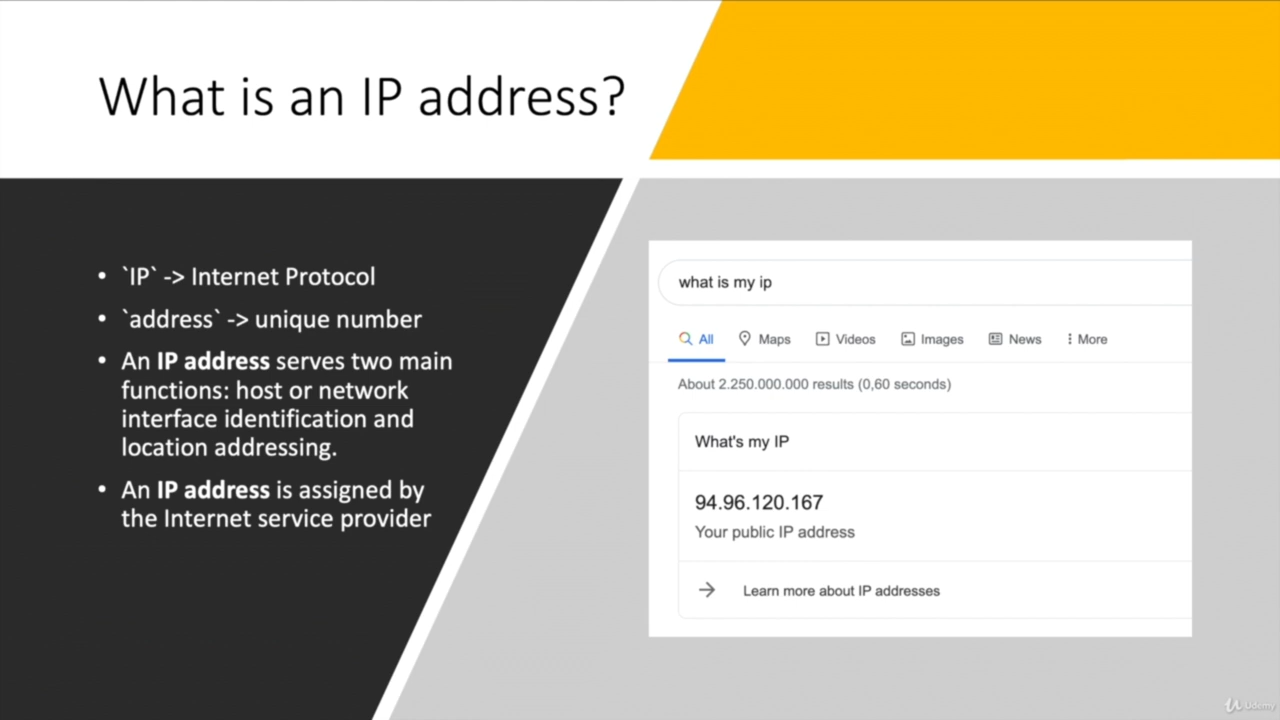 What is an IP address?
• `IP` -> Internet Protocol
• `address` -> unique number
• An IP address serves two main
functions: host or network
interface identification and
location addressing.
• An IP address is assigned by
the Internet service provider
what is my ip
All Maps Videos Images News More
About 2.250.000.000 results (0,60 seconds)
What's my IP
94.96.120.167
Your public IP address
Learn more about IP addresses
Udemy